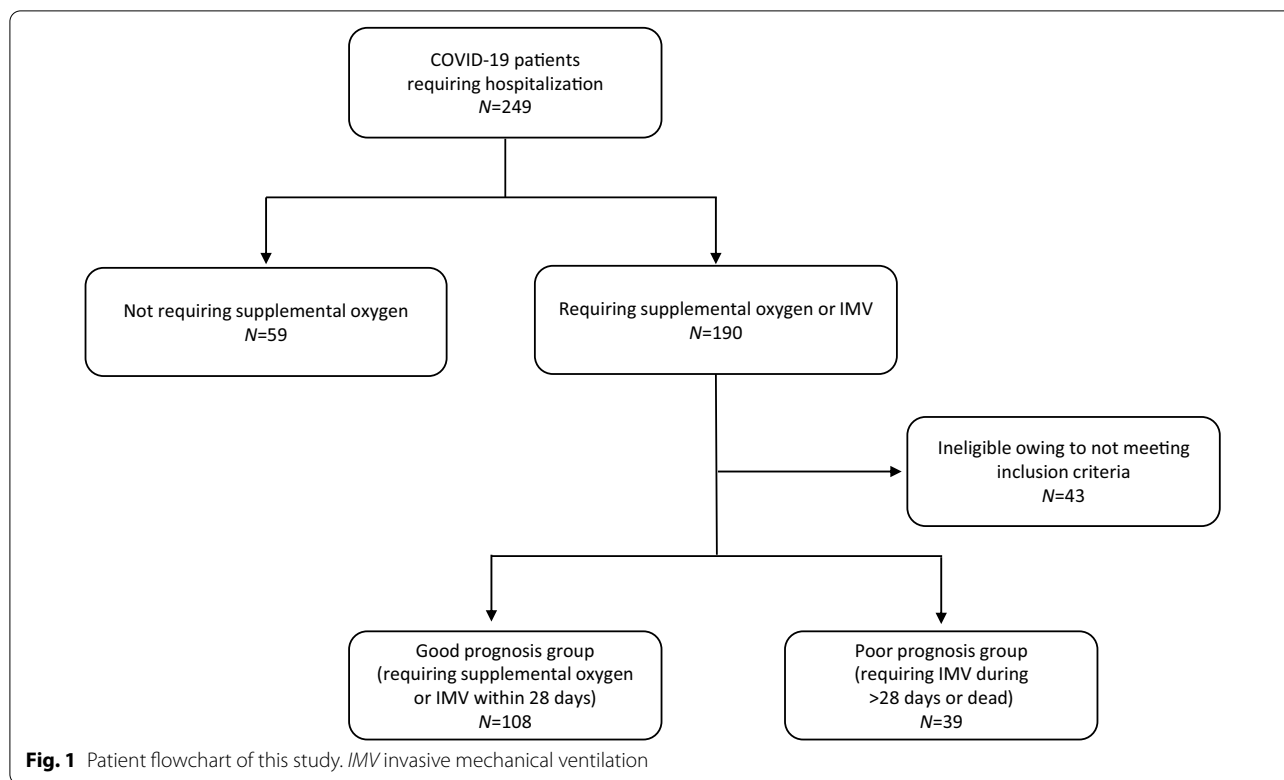 COVID-19 patients
requiring hospitalization
N=249
Not requiring supplemental oxygen
N=59
Requiring supplemental oxygen or IMV
N=190
Ineligible owing to not meeting
inclusion criteria
N=43
Good prognosis group
(requiring supplemental oxygen
or IMV within 28 days)
N=108
Poor prognosis group
(requiring IMV during
>28 days or dead)
N=39
Fig. 1 Patient flowchart of this study. IMV invasive mechanical ventilation